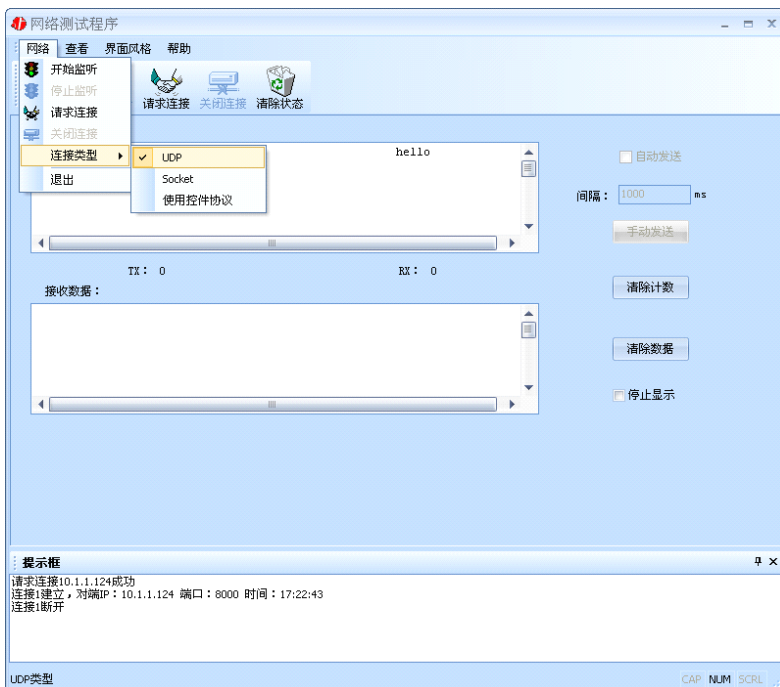 网络测试程序
网络 查看 界面风格 帮助
开始监听
停止监听
请求连接
关闭连接
连接类型
退出
UDP
Socket
使用控件协议
请求连接 关闭连接 清除状态
hello
自动发送
间隔： 1000 ms
手动发送
TX： 0 RX： 0
清除计数
接收数据：
清除数据
停止显示
提示框
请求连接10.1.1.124成功
连接1建立，对端IP：10.1.1.124 端口：8000 时间：17:22:43
连接1断开
UDP类型 CAP NUM SCRL